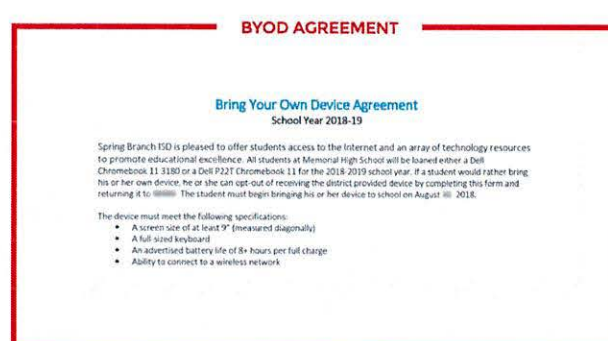 BYOD AGREEMENT
Bring Your Own Device Agreement
School Year 2018-19
Spring Branch ISD is pleased to offer students access to the Internet and an array of technology resources
to promote educational excellence. All students at Memorial High School will be loaned either a Dell
Chromebook 11 3180 or a Dell P22T Chromebook 11 for the 2018-2019 school year. If a student would rather bring
his or her own device, he or she can opt-out of receiving the district provided device by completing this form and
returning it to The student must begin bringing his or her device to school on August 2018.
The device must meet the following specifications:
• A screen size of at least 9" (measured diagonally)
• A full-sized keyboard
• An advertised battery life of 8+ hours per full charge
• Ability to connect to a wireless network